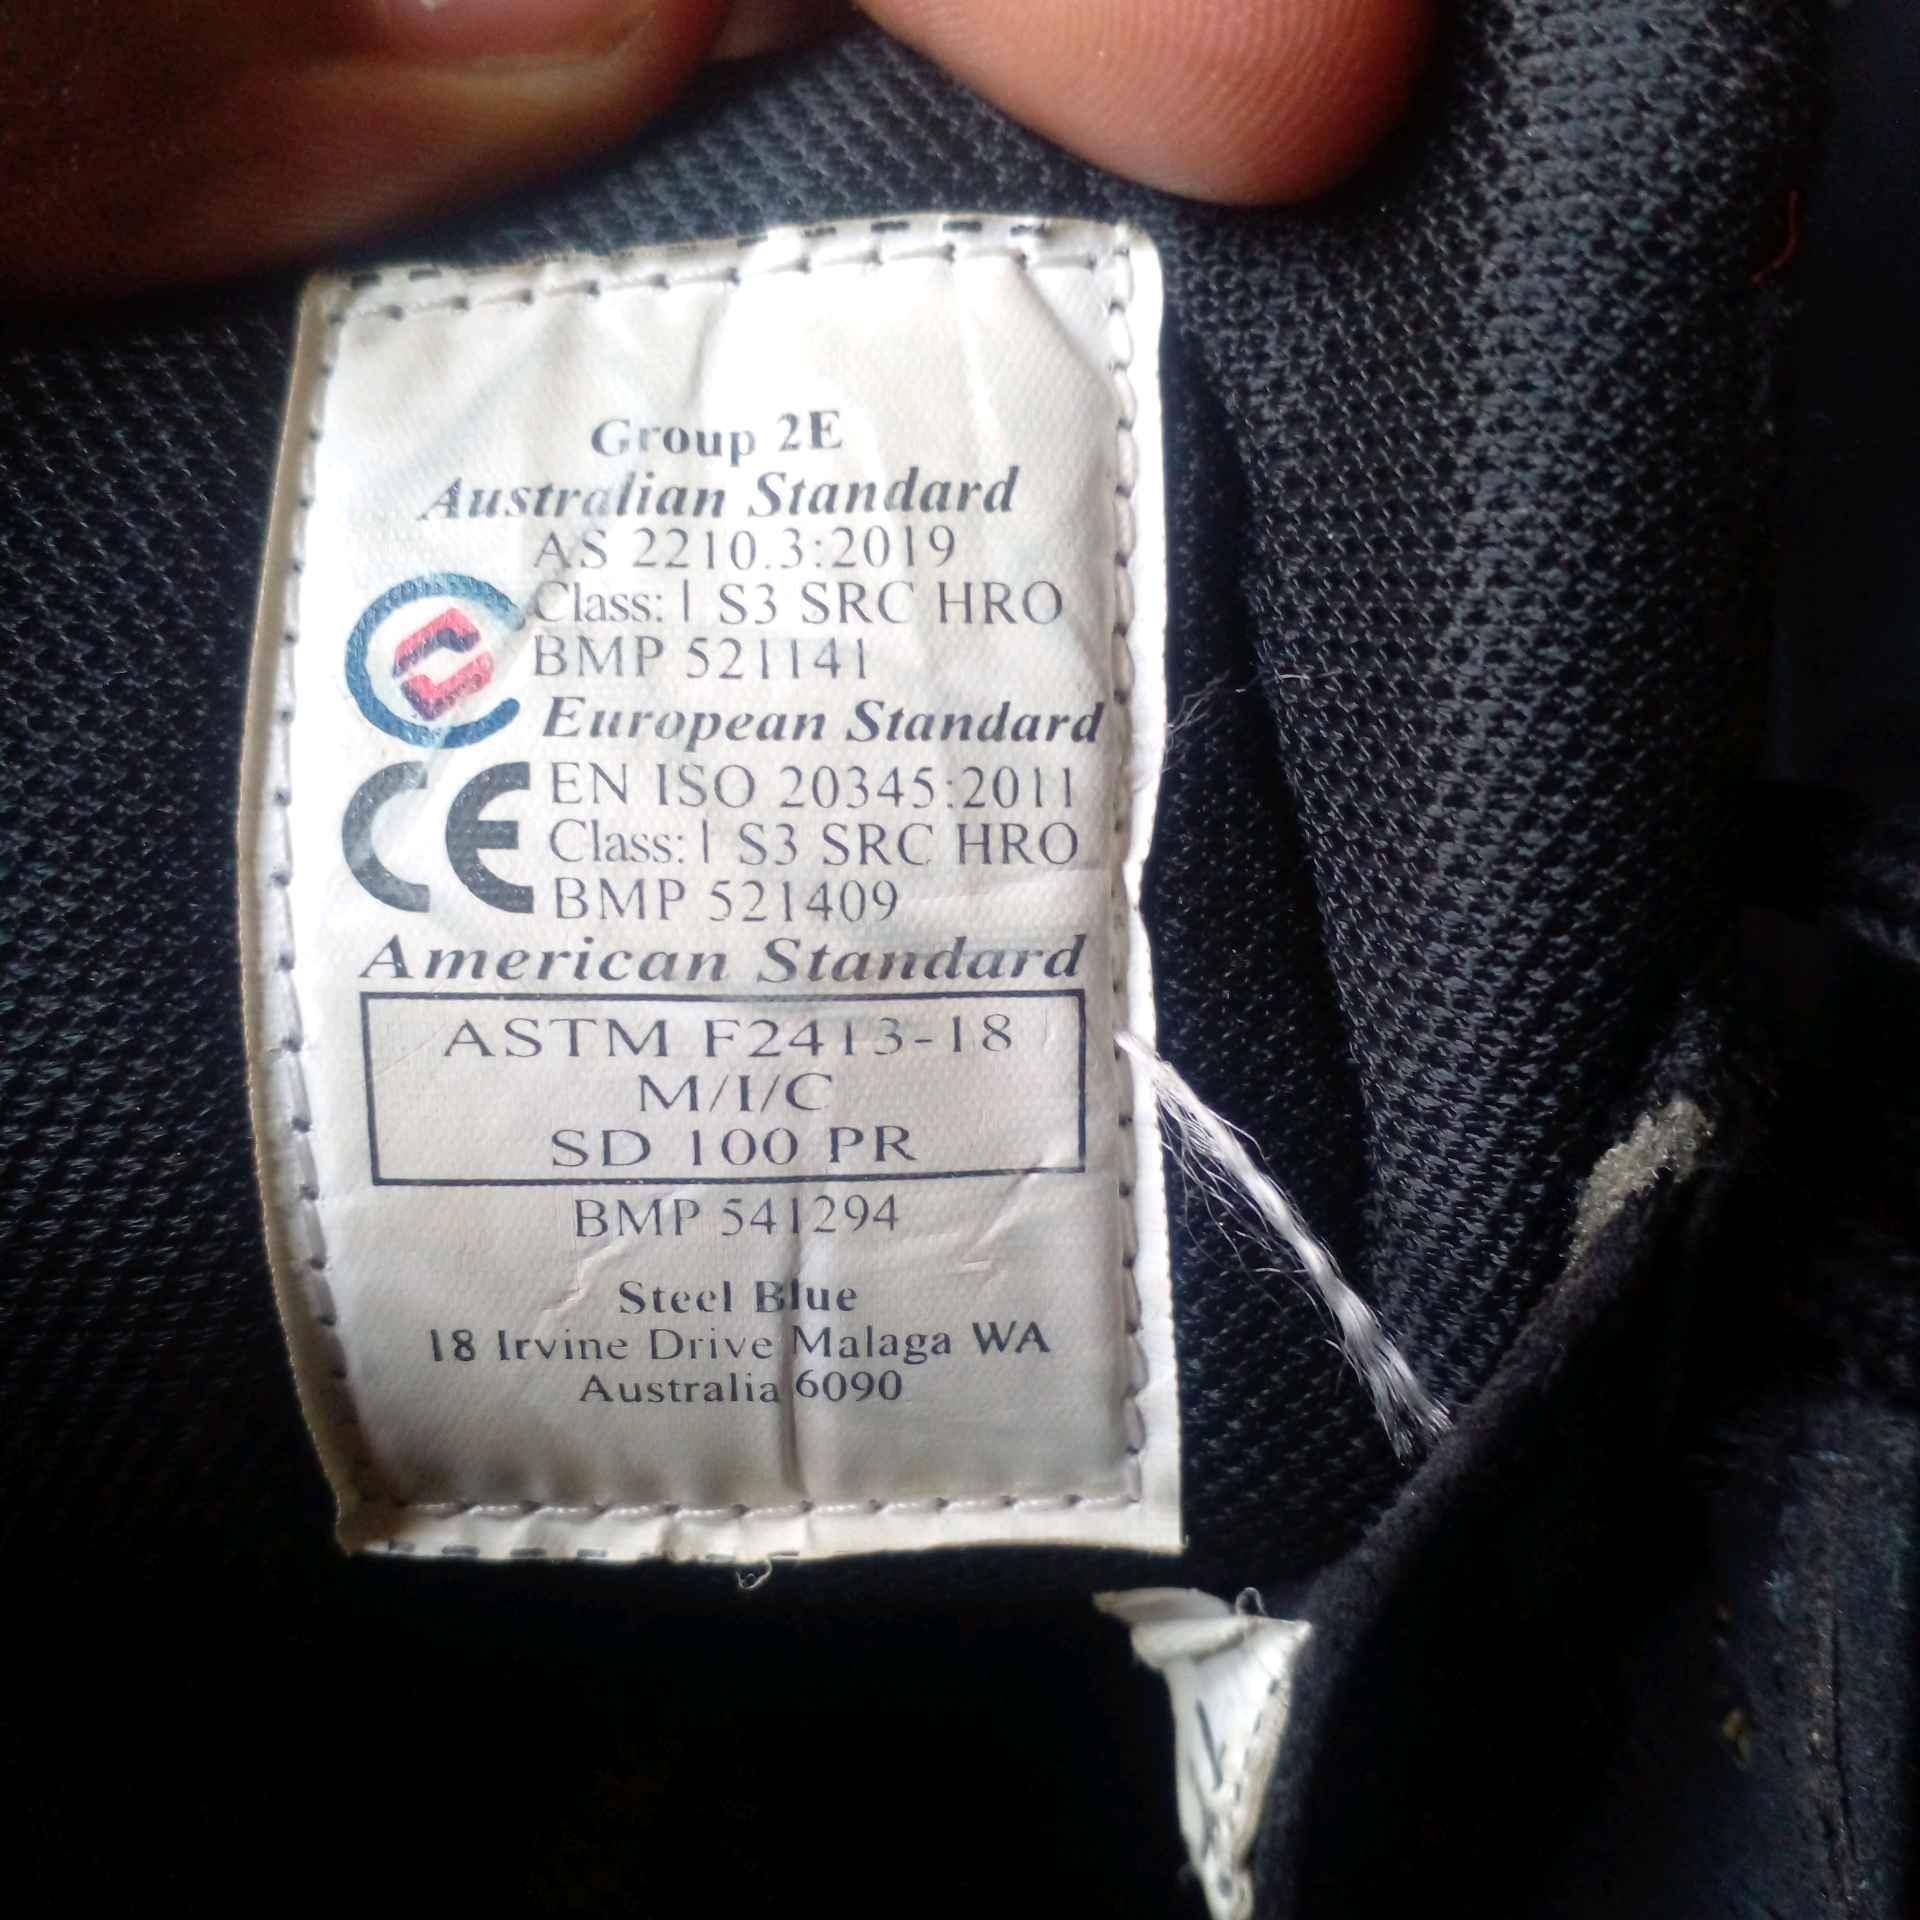 Group 2E
Australian Standard
AS 2210.3:2019
Class: I S3 SRC HRO
BMP 521141
European Standard
CE
EN ISO 20345:2011
Class: I S3 SRC HRO
BMP 521409
American Standard
ASTM F2413-18
M/I/C
SD 100 PR
BMP 541294
Steel Blue
18 Irvine Drive Malaga WA
Australia 6090